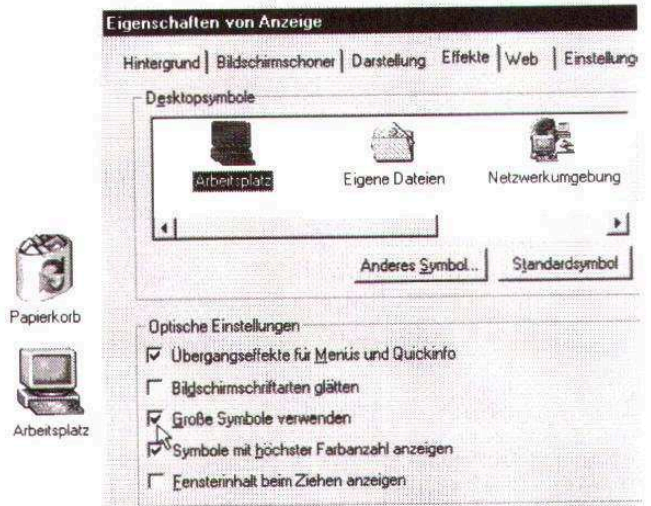 Eigenschaften von Anzeige
Hintergrund Bildschirmschoner Darstellung Effekte Web Einstellung
Desktopsymbole
Arbeitsplatz Eigene Dateien Netzwerkumgebung
Anderes Symbol... Standardsymbol
Papierkorb
Arbeitsplatz
Optische Einstellungen
Übergangseffekte für Menüs und Quickinfo
Bildschirmschriftarten glätten
Große Symbole verwenden
Symbole mit höchster Farbanzahl anzeigen
Fensterinhalt beim Ziehen anzeigen